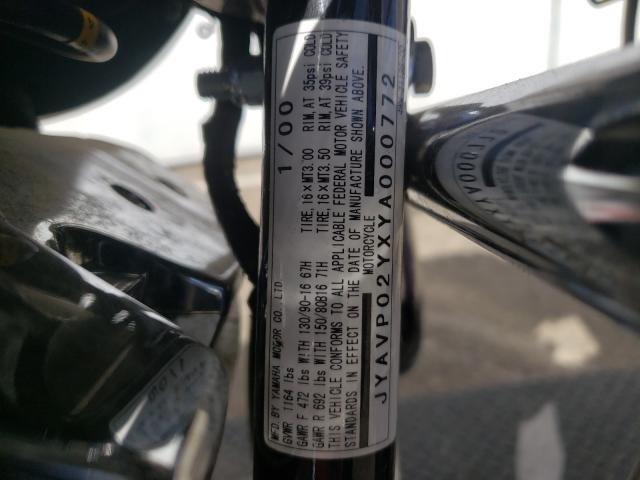 MFD. BY YAMAHA MOTOR CO., LTD. 1/00
GVWR 1164 lbs
GAWR F 472 lbs WITH 130/90-16 67H TIRE, 16×MT3.00 RIM, AT 35psi COLD
GAWR R 692 lbs WITH 150/80B16 71H TIRE, 16×MT3.50 RIM, AT 39psi COLD
THIS VEHICLE CONFORMS TO ALL APPLICABLE FEDERAL MOTOR VEHICLE SAFETY
STANDARDS IN EFFECT ON THE DATE OF MANUFACTURE SHOWN ABOVE.
MOTORCYCLE
JYAVP02YXYA000772